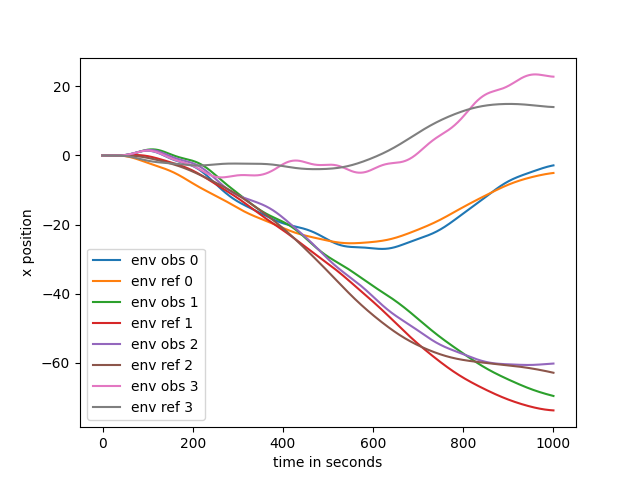 20
0
−20
−40
−60
x position
env obs 0
env ref 0
env obs 1
env ref 1
env obs 2
env ref 2
env obs 3
env ref 3
0 200 400 600 800 1000
time in seconds